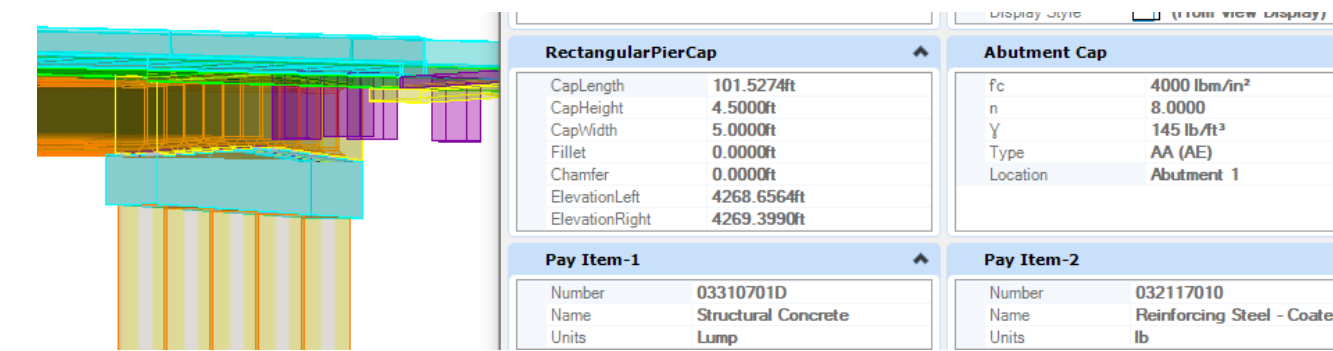 Display Style (From View Display)
RectangularPierCap
CapLength 101.5274ft
CapHeight 4.5000ft
CapWidth 5.0000ft
Fillet 0.0000ft
Chamfer 0.0000ft
ElevationLeft 4268.6564ft
ElevationRight 4269.3990ft
Abutment Cap
f'c 4000 lbm/in²
n 8.0000
Ɣ 145 lb/ft³
Type AA (AE)
Location Abutment 1
Pay Item-1
Number 03310701D
Name Structural Concrete
Units Lump
Pay Item-2
Number 032117010
Name Reinforcing Steel - Coate
Units lb